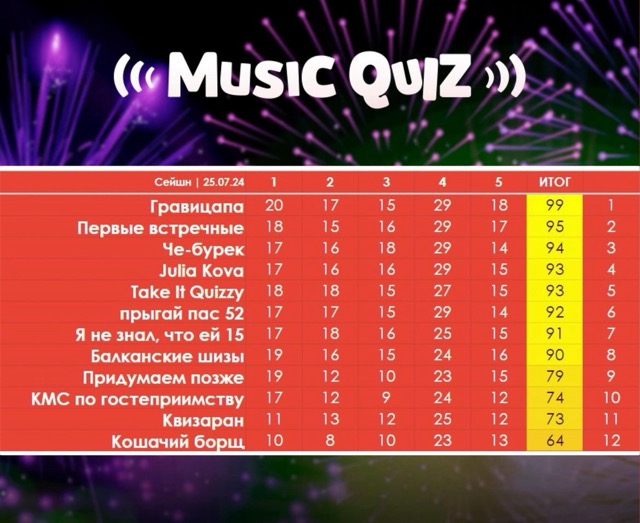 MUSIC QUIZ
Сейшн | 25.07.24 1 2 3 4 5 ИТОГ
Гравицапа 20 17 15 29 18 99 1
Первые встречные 18 15 16 29 17 95 2
Че-бурек 17 16 18 29 14 94 3
Julia Kova 17 16 16 29 15 93 4
Take It Quizzy 18 18 15 27 15 93 5
прыгай пас 52 17 17 15 29 14 92 6
Я не знал, что ей 15 17 18 16 25 15 91 7
Балканские шизы 19 16 15 24 16 90 8
Придумаем позже 19 12 10 23 15 79 9
КМС по гостеприимству 17 12 9 24 12 74 10
Квизаран 11 13 12 25 12 73 11
Кошачий борщ 10 8 10 23 13 64 12